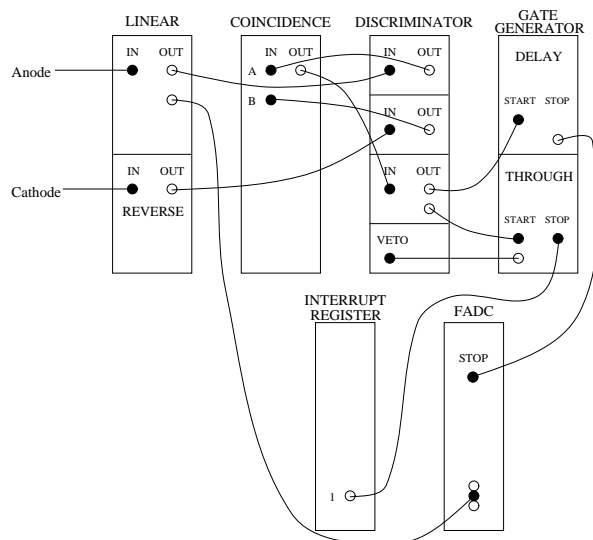 LINEAR
COINCIDENCE
DISCRIMINATOR
GATE
GENERATOR
IN OUT
IN OUT
IN OUT
DELAY
Anode
A
B
START STOP
IN OUT
IN OUT
IN OUT
THROUGH
Cathode
REVERSE
START STOP
VETO
INTERRUPT
REGISTER
FADC
STOP
1